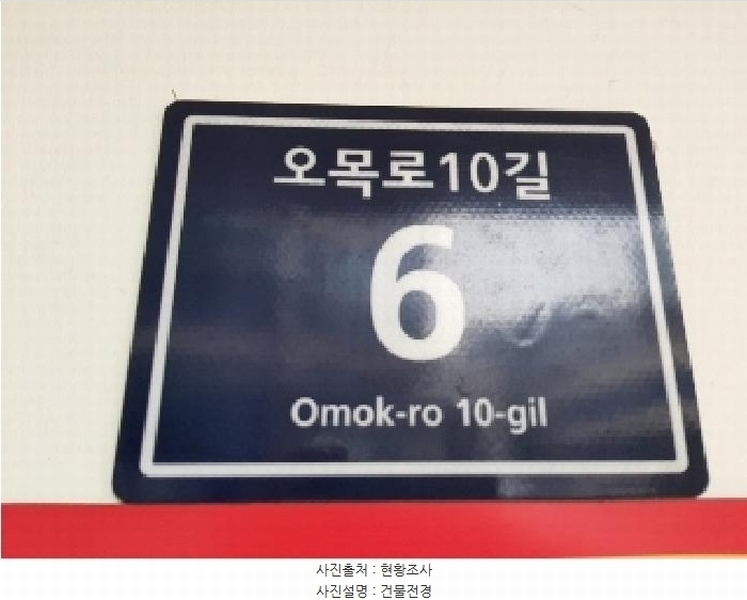 오목로10길
6
Omok-ro 10-gil
사진출처 : 현황조사
사진설명 : 건물전경